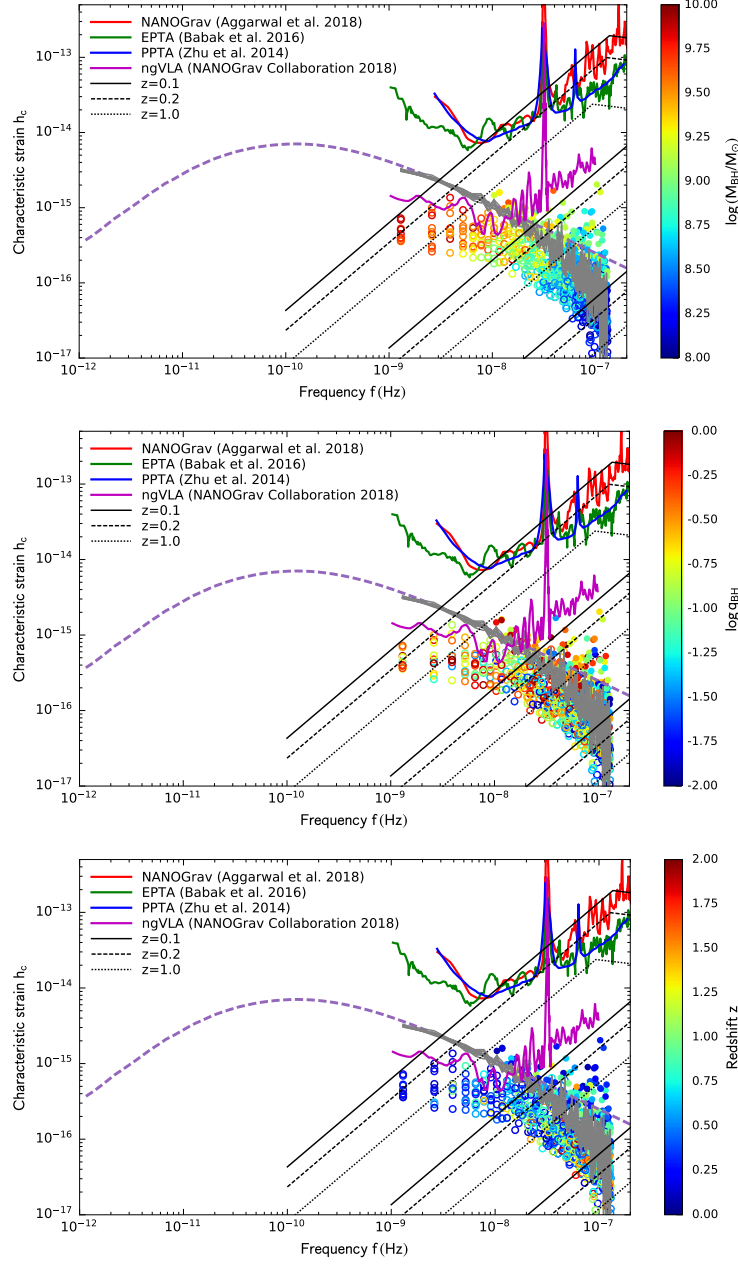 NANOGrav (Aggarwal et al. 2018)
EPTA (Babak et al. 2016)
PPTA (Zhu et al. 2014)
ngVLA (NANOGrav Collaboration 2018)
z=0.1
z=0.2
z=1.0
Characteristic strain h_c
10^-13
10^-14
10^-15
10^-16
10^-17
10^-12 10^-11 10^-10 10^-9 10^-8 10^-7
Frequency f (Hz)
10.00
9.75
9.50
9.25
9.00
8.75
8.50
8.25
8.00
log (M_BH/M_⊙)
NANOGrav (Aggarwal et al. 2018)
EPTA (Babak et al. 2016)
PPTA (Zhu et al. 2014)
ngVLA (NANOGrav Collaboration 2018)
z=0.1
z=0.2
z=1.0
Characteristic strain h_c
10^-13
10^-14
10^-15
10^-16
10^-17
10^-12 10^-11 10^-10 10^-9 10^-8 10^-7
Frequency f (Hz)
0.00
-0.25
-0.50
-0.75
-1.00
-1.25
-1.50
-1.75
-2.00
log q_BH
NANOGrav (Aggarwal et al. 2018)
EPTA (Babak et al. 2016)
PPTA (Zhu et al. 2014)
ngVLA (NANOGrav Collaboration 2018)
z=0.1
z=0.2
z=1.0
Characteristic strain h_c
10^-13
10^-14
10^-15
10^-16
10^-17
10^-12 10^-11 10^-10 10^-9 10^-8 10^-7
Frequency f (Hz)
2.00
1.75
1.50
1.25
1.00
0.75
0.50
0.25
0.00
Redshift z